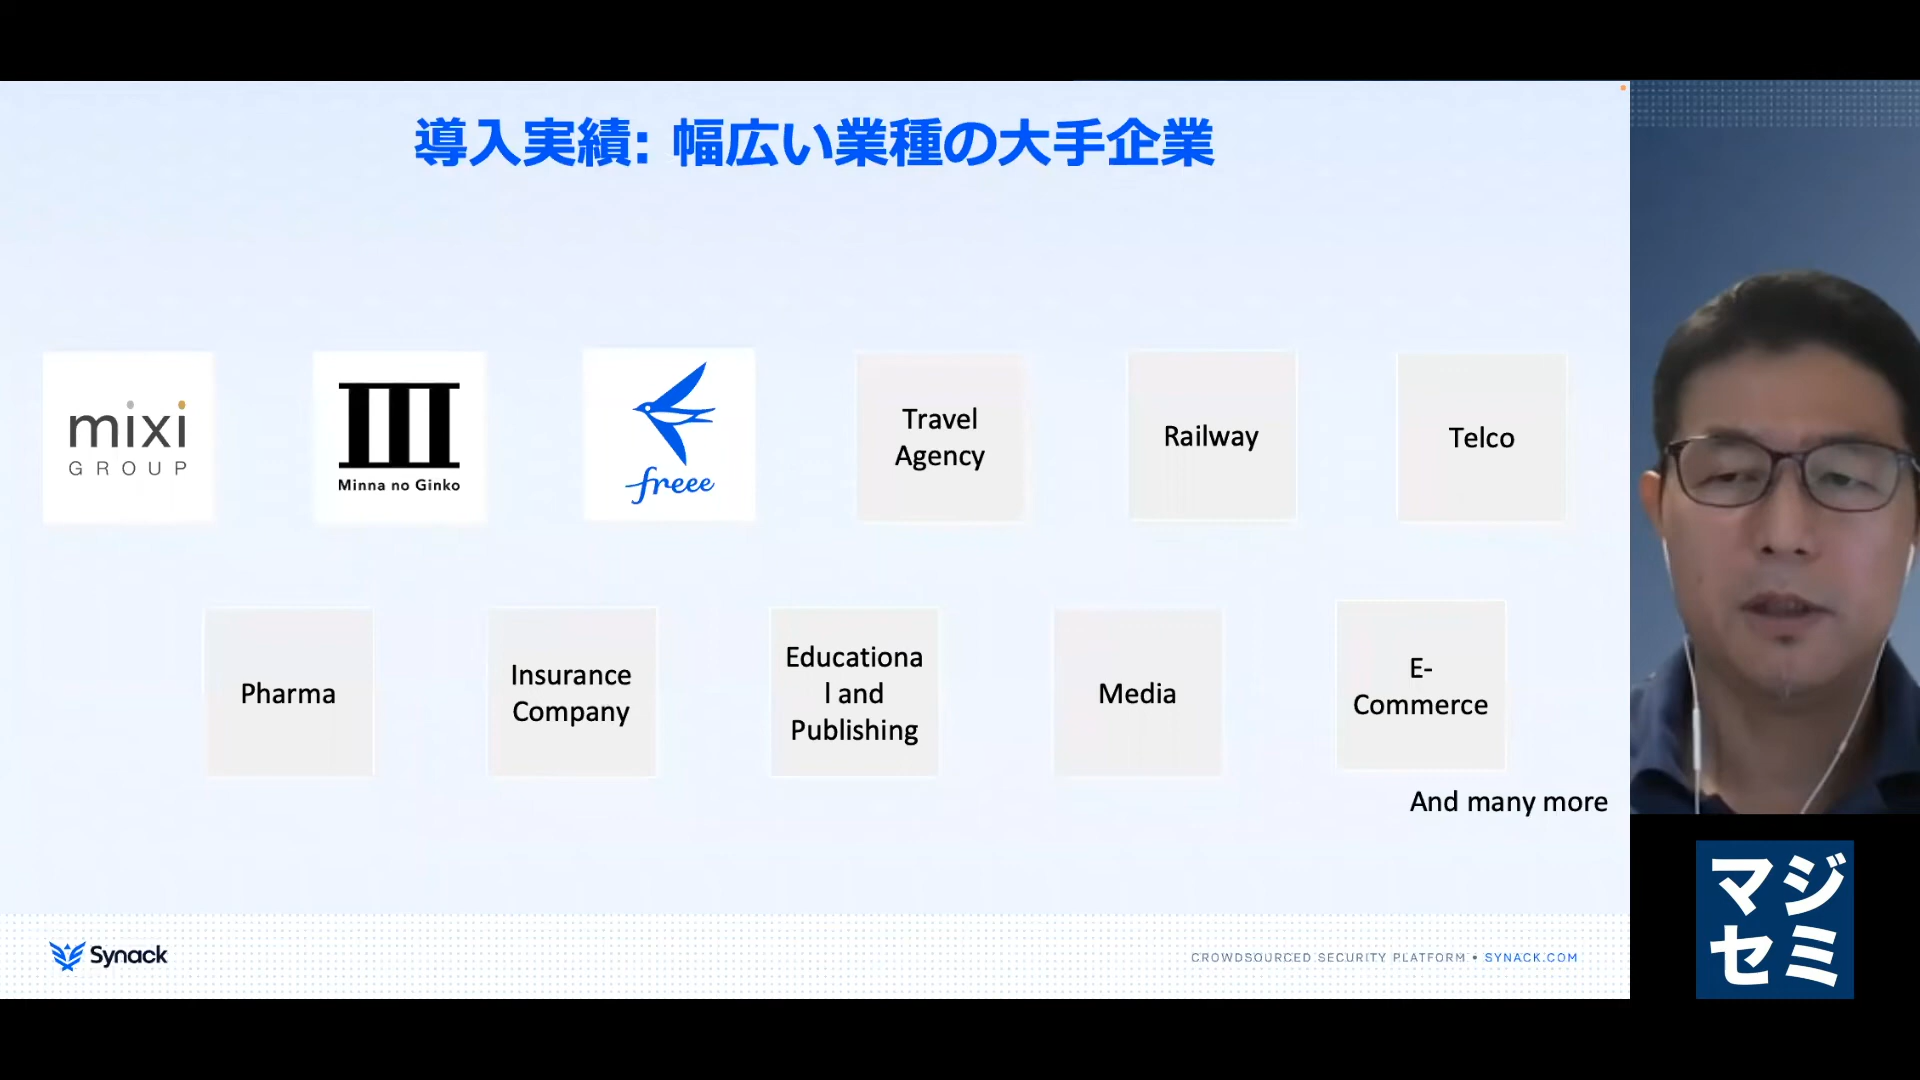 導入実績: 幅広い業種の大手企業
mixi
GROUP
Minna no Ginko
freee
Travel
Agency
Railway
Telco
Pharma
Insurance
Company
Educationa
l and
Publishing
Media
E-
Commerce
And many more
Synack
CROWDSOURCED SECURITY PLATFORM • SYNACK.COM
マジ
セミ